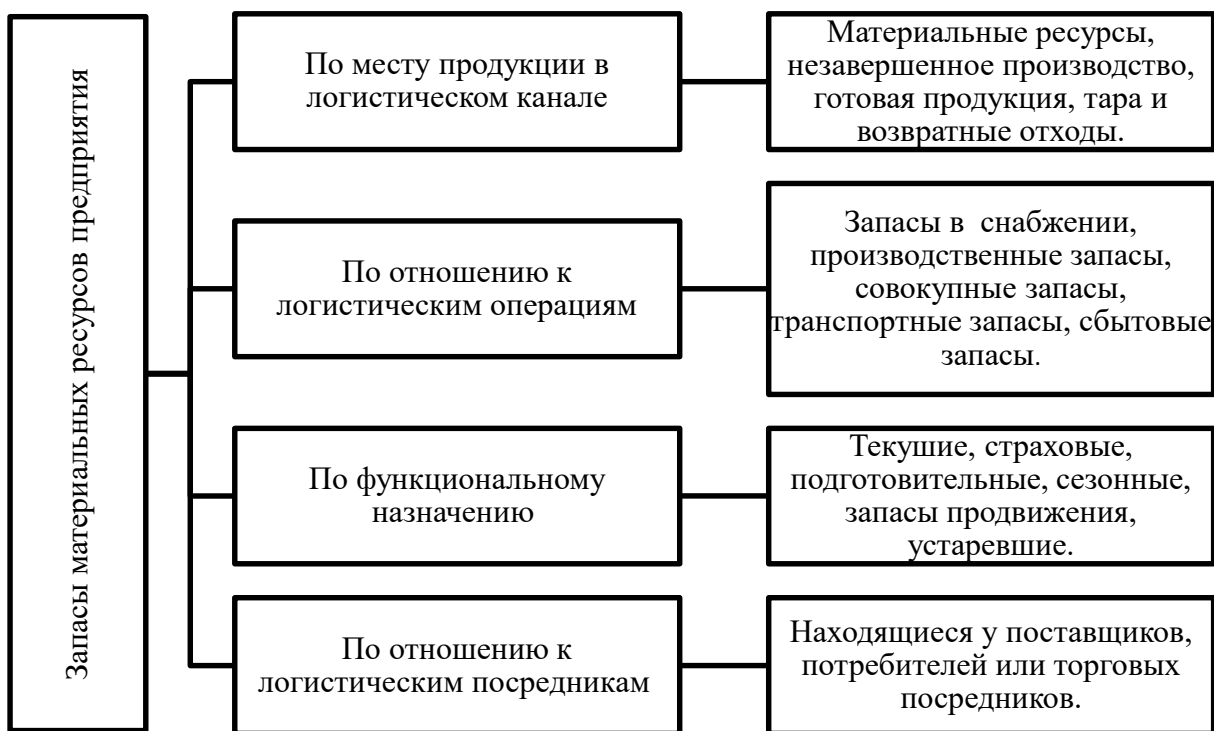 Запасы материальных ресурсов предприятия
По месту продукции в
логистическом канале
Материальные ресурсы,
незавершенное производство,
готовая продукция, тара и
возвратные отходы.
По отношению к
логистическим операциям
Запасы в  снабжении,
производственные запасы,
совокупные запасы,
транспортные запасы, сбытовые
запасы.
По функциональному
назначению
Текушие, страховые,
подготовительные, сезонные,
запасы продвижения,
устаревшие.
По отношению к
логистическим посредникам
Находящиеся у поставщиков,
потребителей или торговых
посредников.